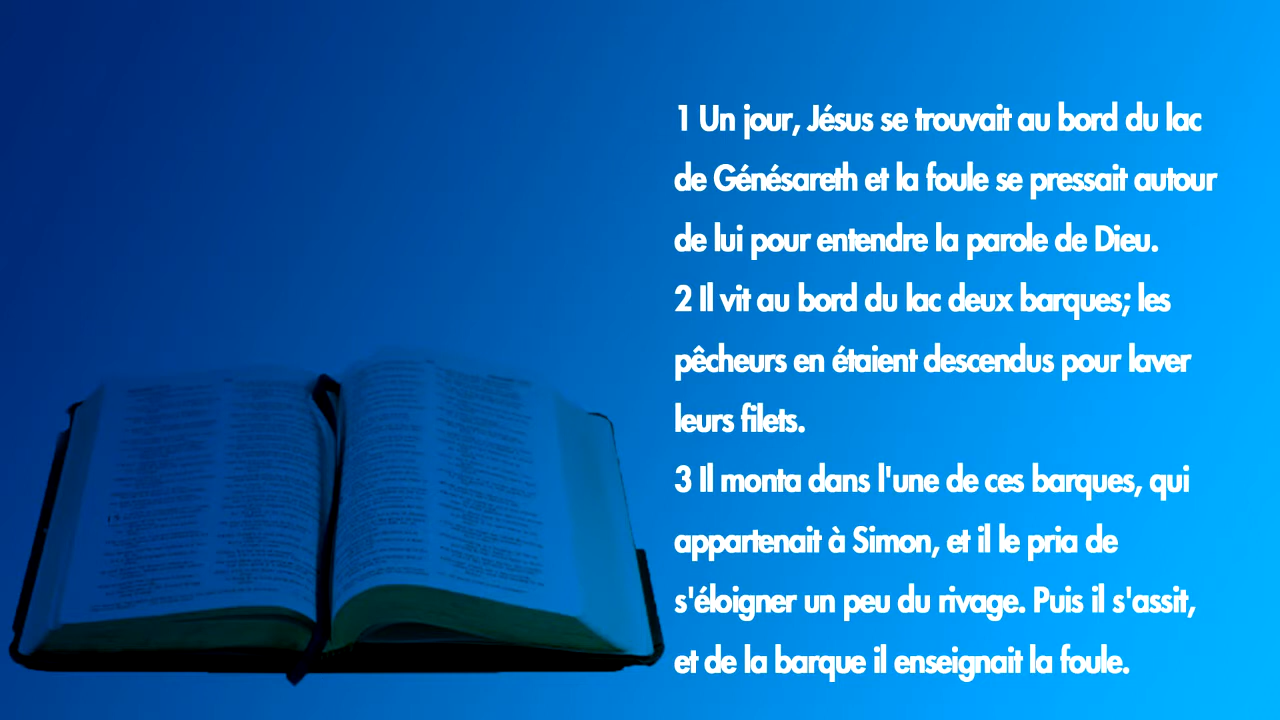 1 Un jour, Jésus se trouvait au bord du lac
de Génésareth et la foule se pressait autour
de lui pour entendre la parole de Dieu.
2 Il vit au bord du lac deux barques; les
pêcheurs en étaient descendus pour laver
leurs filets.
3 Il monta dans l'une de ces barques, qui
appartenait à Simon, et il le pria de
s'éloigner un peu du rivage. Puis il s'assit,
et de la barque il enseignait la foule.